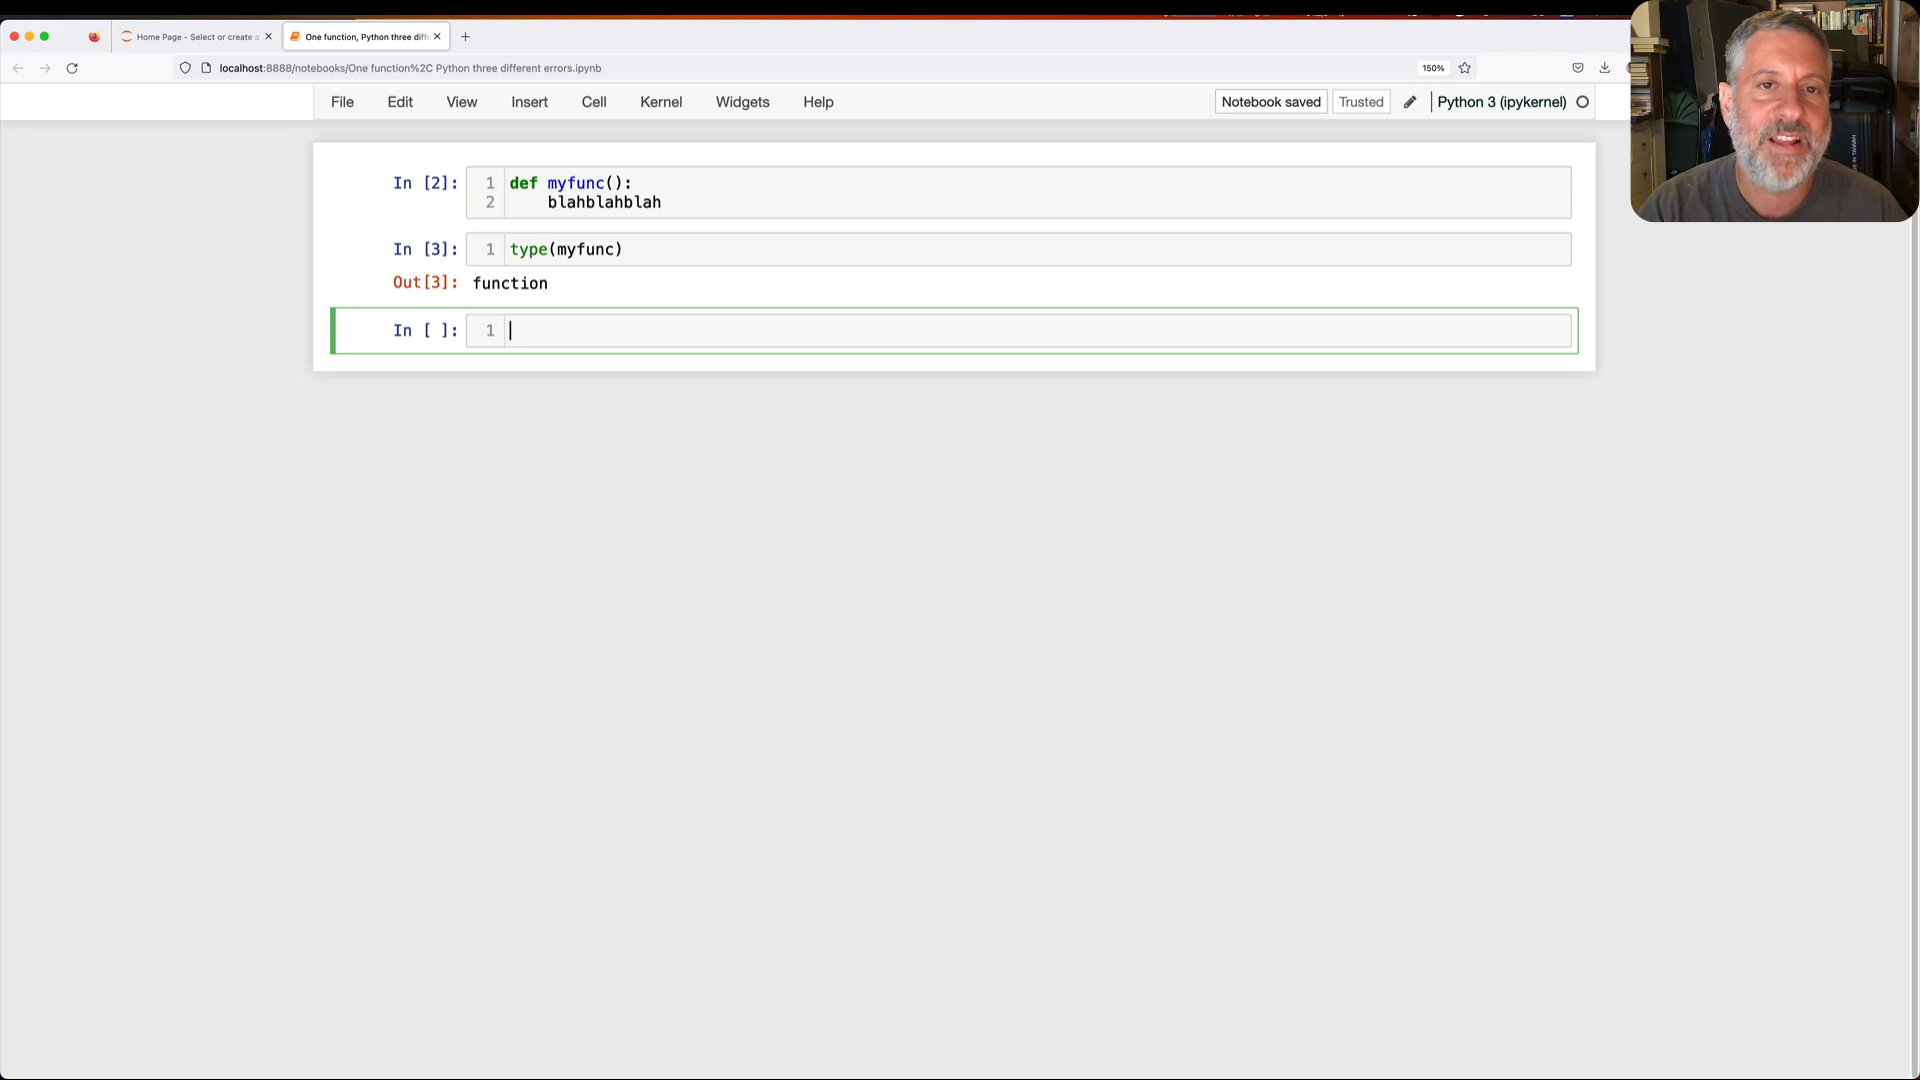 Home Page - Select or create a
One function, Python three diffe
localhost:8888/notebooks/One function%2C Python three different errors.ipynb
150%
File Edit View Insert Cell Kernel Widgets Help
Notebook saved Trusted Python 3 (ipykernel)
In [2]: 1 def myfunc():
2 blahblahblah
In [3]: 1 type(myfunc)
Out[3]: function
In [ ]: 1